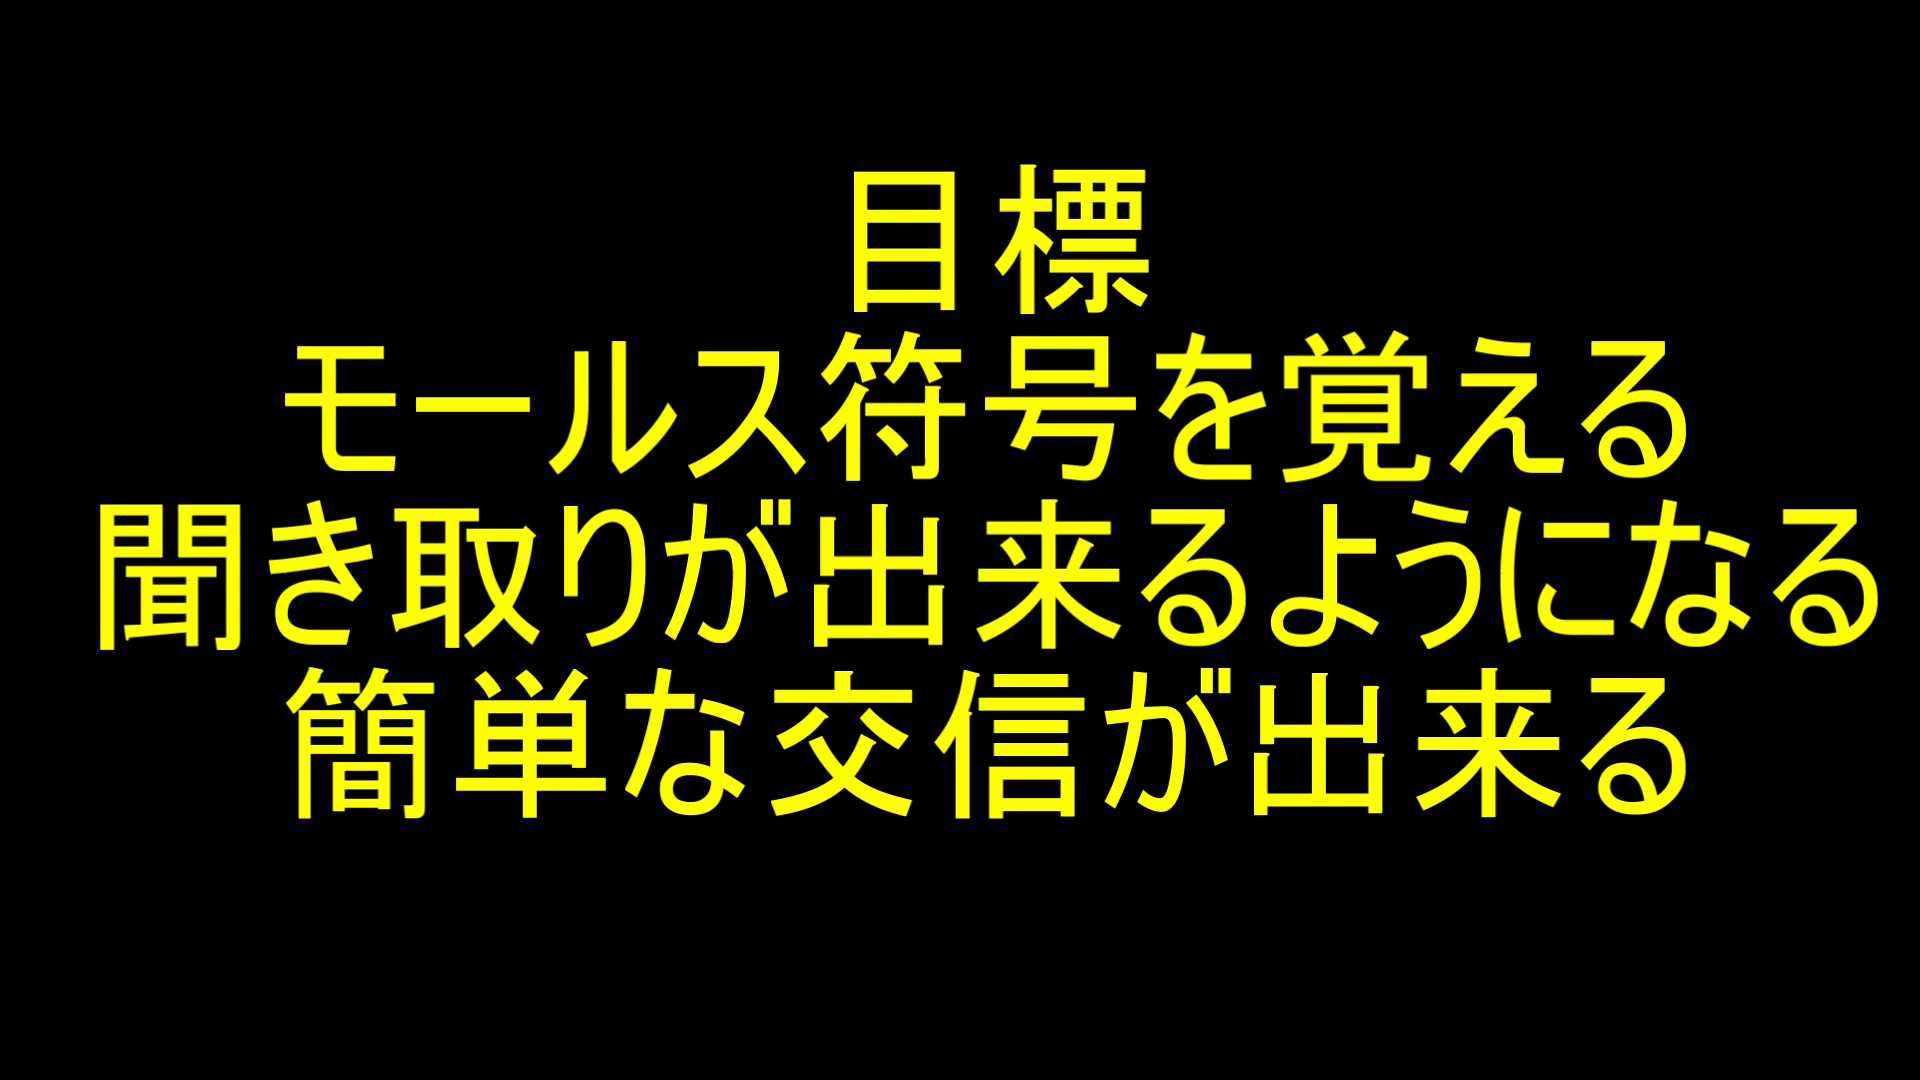 目標
モールス符号を覚える
聞き取りが出来るようになる
簡単な交信が出来る